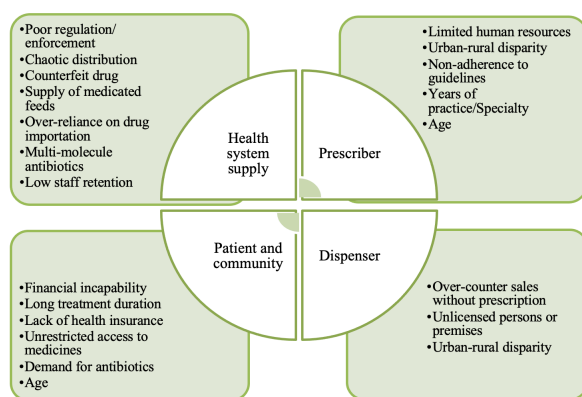 •Poor regulation/
enforcement
•Chaotic distribution
•Counterfeit drug
•Supply of medicated
feeds
•Over-reliance on drug
importation
•Multi-molecule
antibiotics
•Low staff retention
•Limited human resources
•Urban-rural disparity
•Non-adherence to
guidelines
•Years of
practice/Specialty
•Age
Health
system
supply
Prescriber
Patient and
community
Dispenser
•Financial incapability
•Long treatment duration
•Lack of health insurance
•Unrestricted access to
medicines
•Demand for antibiotics
•Age
•Over-counter sales
without prescription
•Unlicensed persons or
premises
•Urban-rural disparity